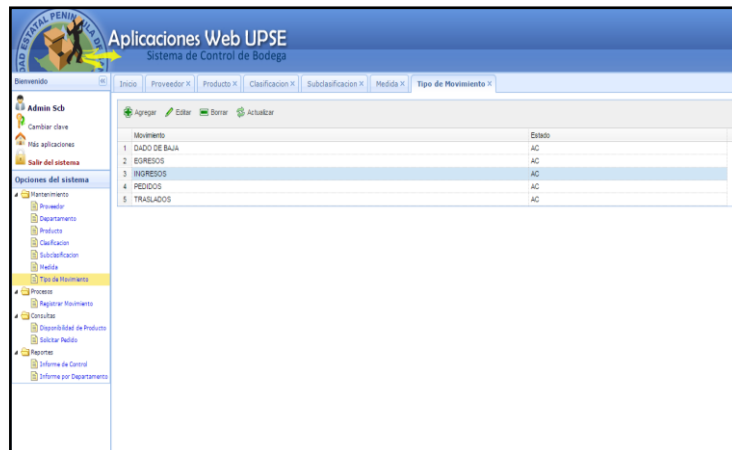 AD ESTATAL PENINSULA DE
Aplicaciones Web UPSE
Sistema de Control de Bodega
Bienvenido
Inicio Proveedor X Producto X Clasificacion X Subclasificacion X Medida X Tipo de Movimiento X
Admin Scb
Cambiar clave
Más aplicaciones
Salir del sistema
Opciones del sistema
Mantenimiento
Proveedor
Departamento
Producto
Clasificacion
Subclasificacion
Medida
Tipo de Movimiento
Procesos
Registrar Movimiento
Consultas
Disponibilidad de Producto
Solicitar Pedido
Reportes
Informe de Control
Informe por Departamento
Agregar Editar Borrar Actualizar
Movimiento Estado
1 DADO DE BAJA AC
2 EGRESOS AC
3 INGRESOS AC
4 PEDIDOS AC
5 TRASLADOS AC